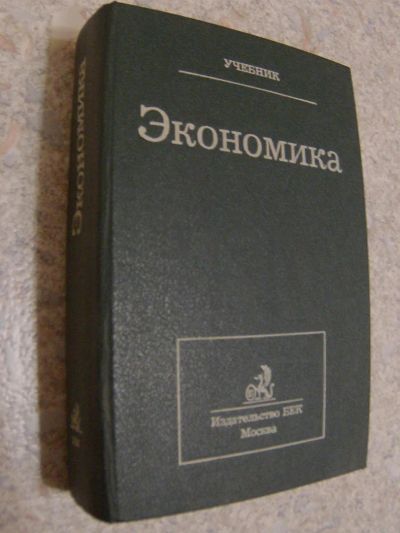 УЧЕБНИК
Экономика
Издательство БЕК
Москва
Экономика